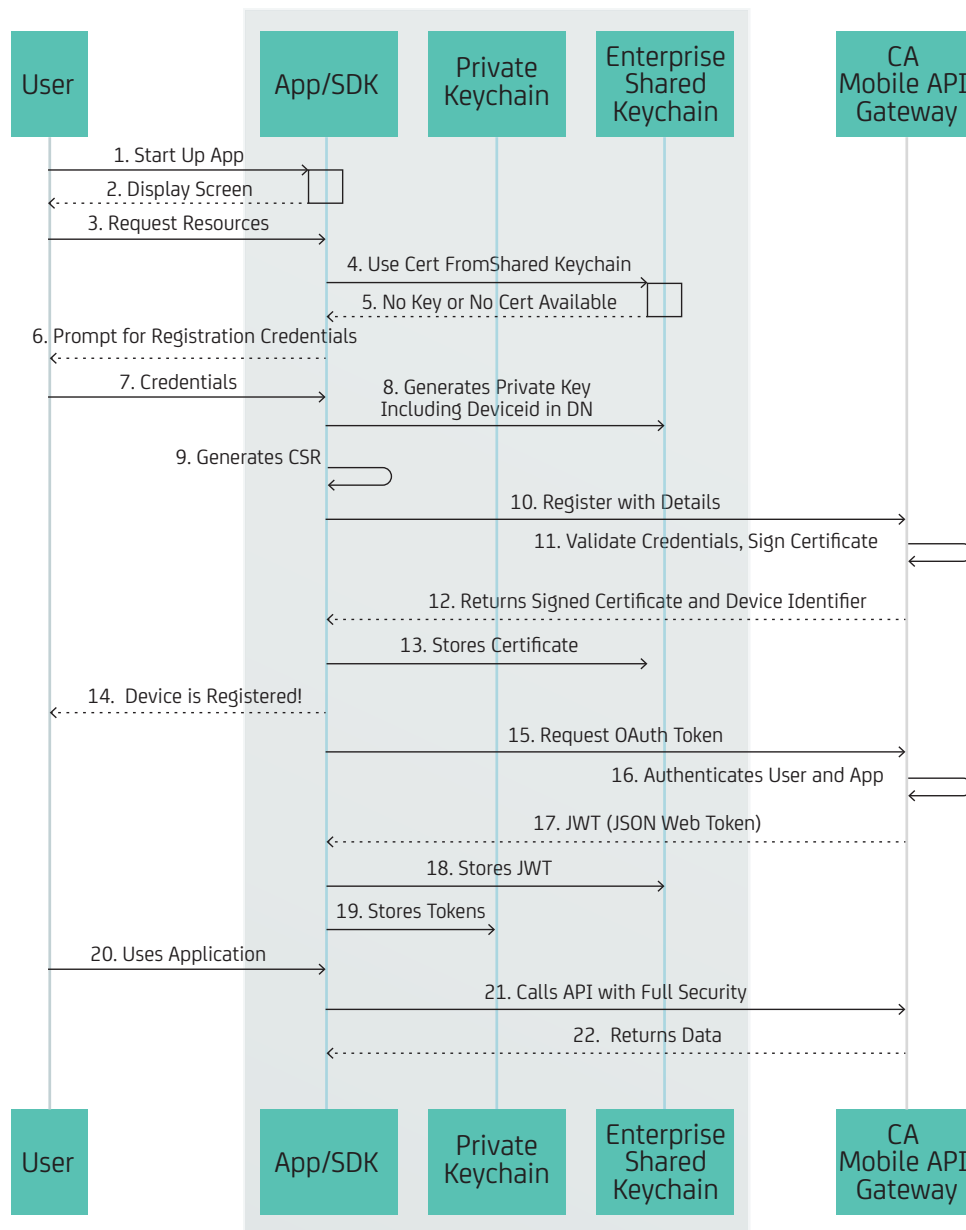 User
App/SDK
Private
Keychain
Enterprise
Shared
Keychain
CA
Mobile API
Gateway
1. Start Up App
2. Display Screen
3. Request Resources
4. Use Cert FromShared Keychain
5. No Key or No Cert Available
6. Prompt for Registration Credentials
7. Credentials
8. Generates Private Key
Including Deviceid in DN
9. Generates CSR
10. Register with Details
11. Validate Credentials, Sign Certificate
12. Returns Signed Certificate and Device Identifier
13. Stores Certificate
14. Device is Registered!
15. Request OAuth Token
16. Authenticates User and App
17. JWT (JSON Web Token)
18. Stores JWT
19. Stores Tokens
20. Uses Application
21. Calls API with Full Security
22. Returns Data
User
App/SDK
Private
Keychain
Enterprise
Shared
Keychain
CA
Mobile API
Gateway